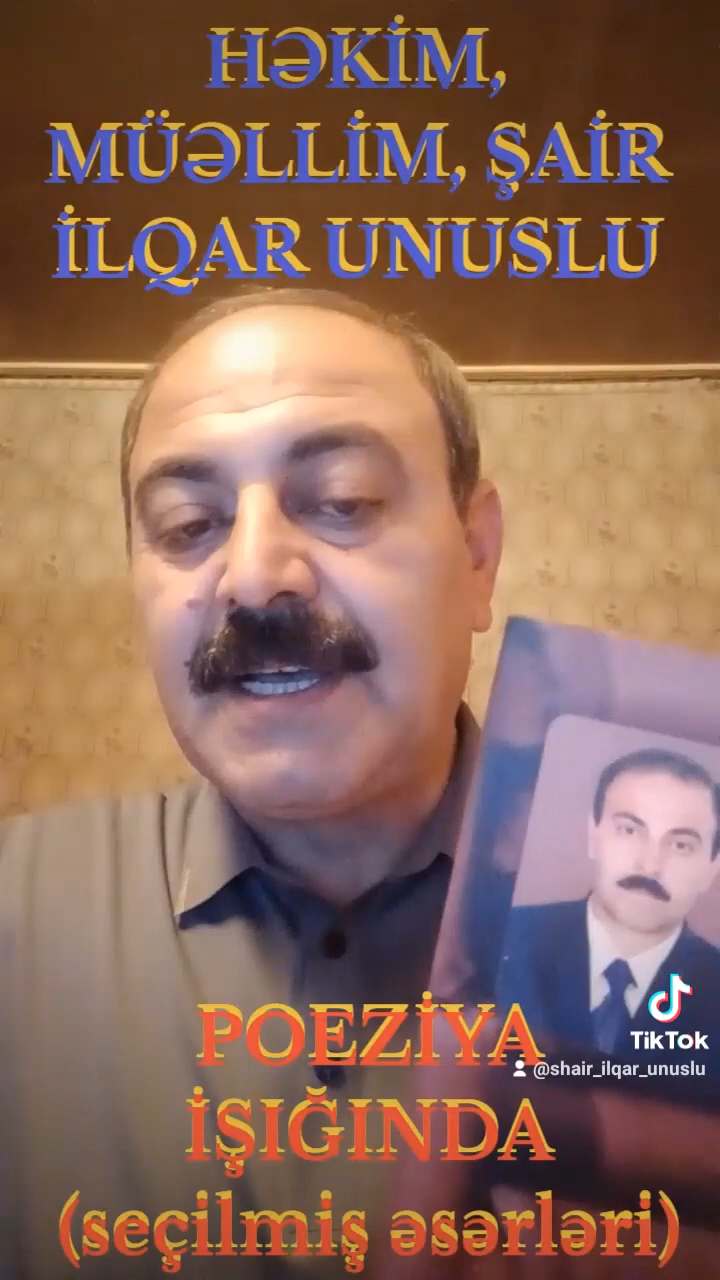 HƏKİM,
MÜƏLLİM, ŞAİR
İLQAR UNUSLU
TikTok
@shair_ilqar_unuslu
POEZİYA
İŞIĞINDA
(seçilmiş əsərləri)